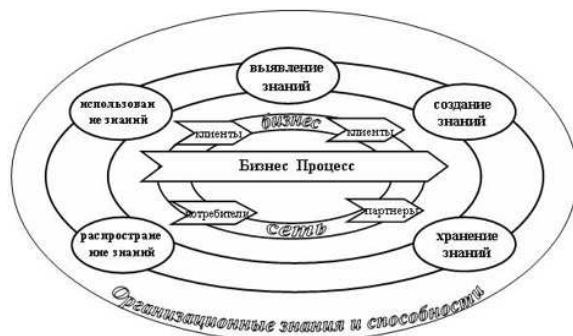 выявление
знаний
использован
ие знаний
создание
знаний
клиенты
бизнес
клиенты
Бизнес Процесс
потребители
партнеры
сеть
распростране
ние знаний
хранение
знаний
Организационные знания и способности